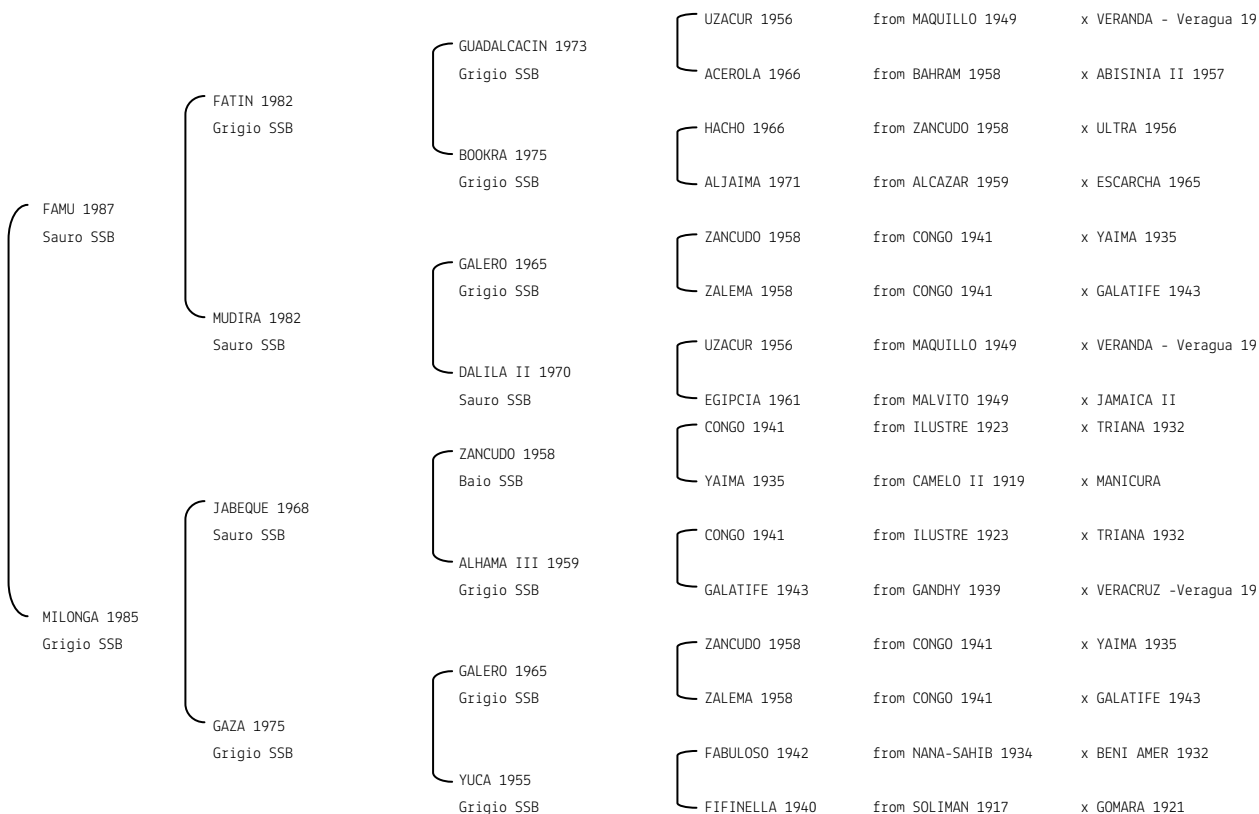 UZACUR 1956 from MAQUILLO 1949 x VERANDA - Veragua 19
GUADALCACIN 1973
Grigio SSB ACEROLA 1966 from BAHRAM 1958 x ABISINIA II 1957
FATIN 1982
Grigio SSB HACHO 1966 from ZANCUDO 1958 x ULTRA 1956
BOOKRA 1975
Grigio SSB ALJAIMA 1971 from ALCAZAR 1959 x ESCARCHA 1965
FAMU 1987
Sauro SSB ZANCUDO 1958 from CONGO 1941 x YAIMA 1935
GALERO 1965
Grigio SSB ZALEMA 1958 from CONGO 1941 x GALATIFE 1943
MUDIRA 1982
Sauro SSB UZACUR 1956 from MAQUILLO 1949 x VERANDA - Veragua 19
DALILA II 1970
Sauro SSB EGIPCIA 1961 from MALVITO 1949 x JAMAICA II
CONGO 1941 from ILUSTRE 1923 x TRIANA 1932
ZANCUDO 1958
Baio SSB YAIMA 1935 from CAMELO II 1919 x MANICURA
JABEQUE 1968
Sauro SSB CONGO 1941 from ILUSTRE 1923 x TRIANA 1932
ALHAMA III 1959
Grigio SSB GALATIFE 1943 from GANDHY 1939 x VERACRUZ -Veragua 19
MILONGA 1985
Grigio SSB ZANCUDO 1958 from CONGO 1941 x YAIMA 1935
GALERO 1965
Grigio SSB ZALEMA 1958 from CONGO 1941 x GALATIFE 1943
GAZA 1975
Grigio SSB FABULOSO 1942 from NANA-SAHIB 1934 x BENI AMER 1932
YUCA 1955
Grigio SSB FIFINELLA 1940 from SOLIMAN 1917 x GOMARA 1921